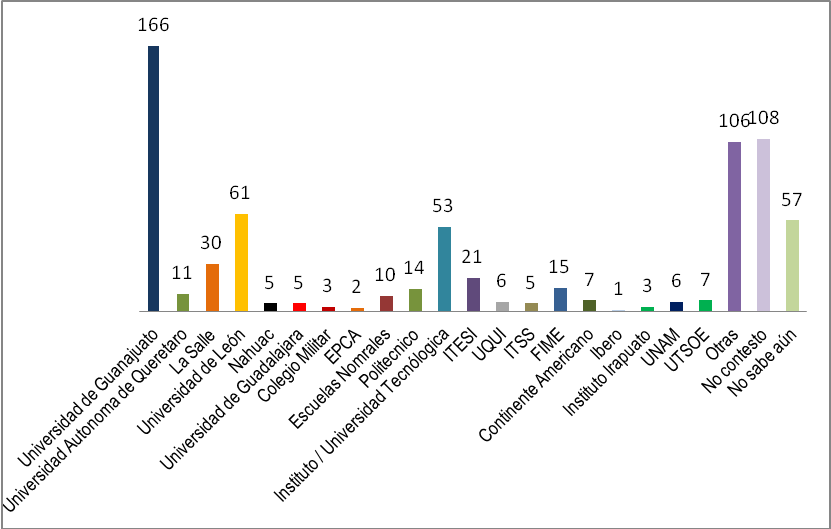 166
11
30
61
5
5
3
2
10
14
53
21
6
5
15
7
1
3
6
7
106
108
57
Universidad de Guanajuato
Universidad Autonoma de Queretaro
La Salle
Universidad de León
Nahuac
Universidad de Guadalajara
Colegio Militar
EPCA
Escuelas Nomrales
Politecnico
Instituto / Universidad Tecnólogica
ITESI
UQUI
ITSS
FIME
Continente Americano
Ibero
Instituto Irapuato
UNAM
UTSOE
Otras
No contesto
No sabe aún